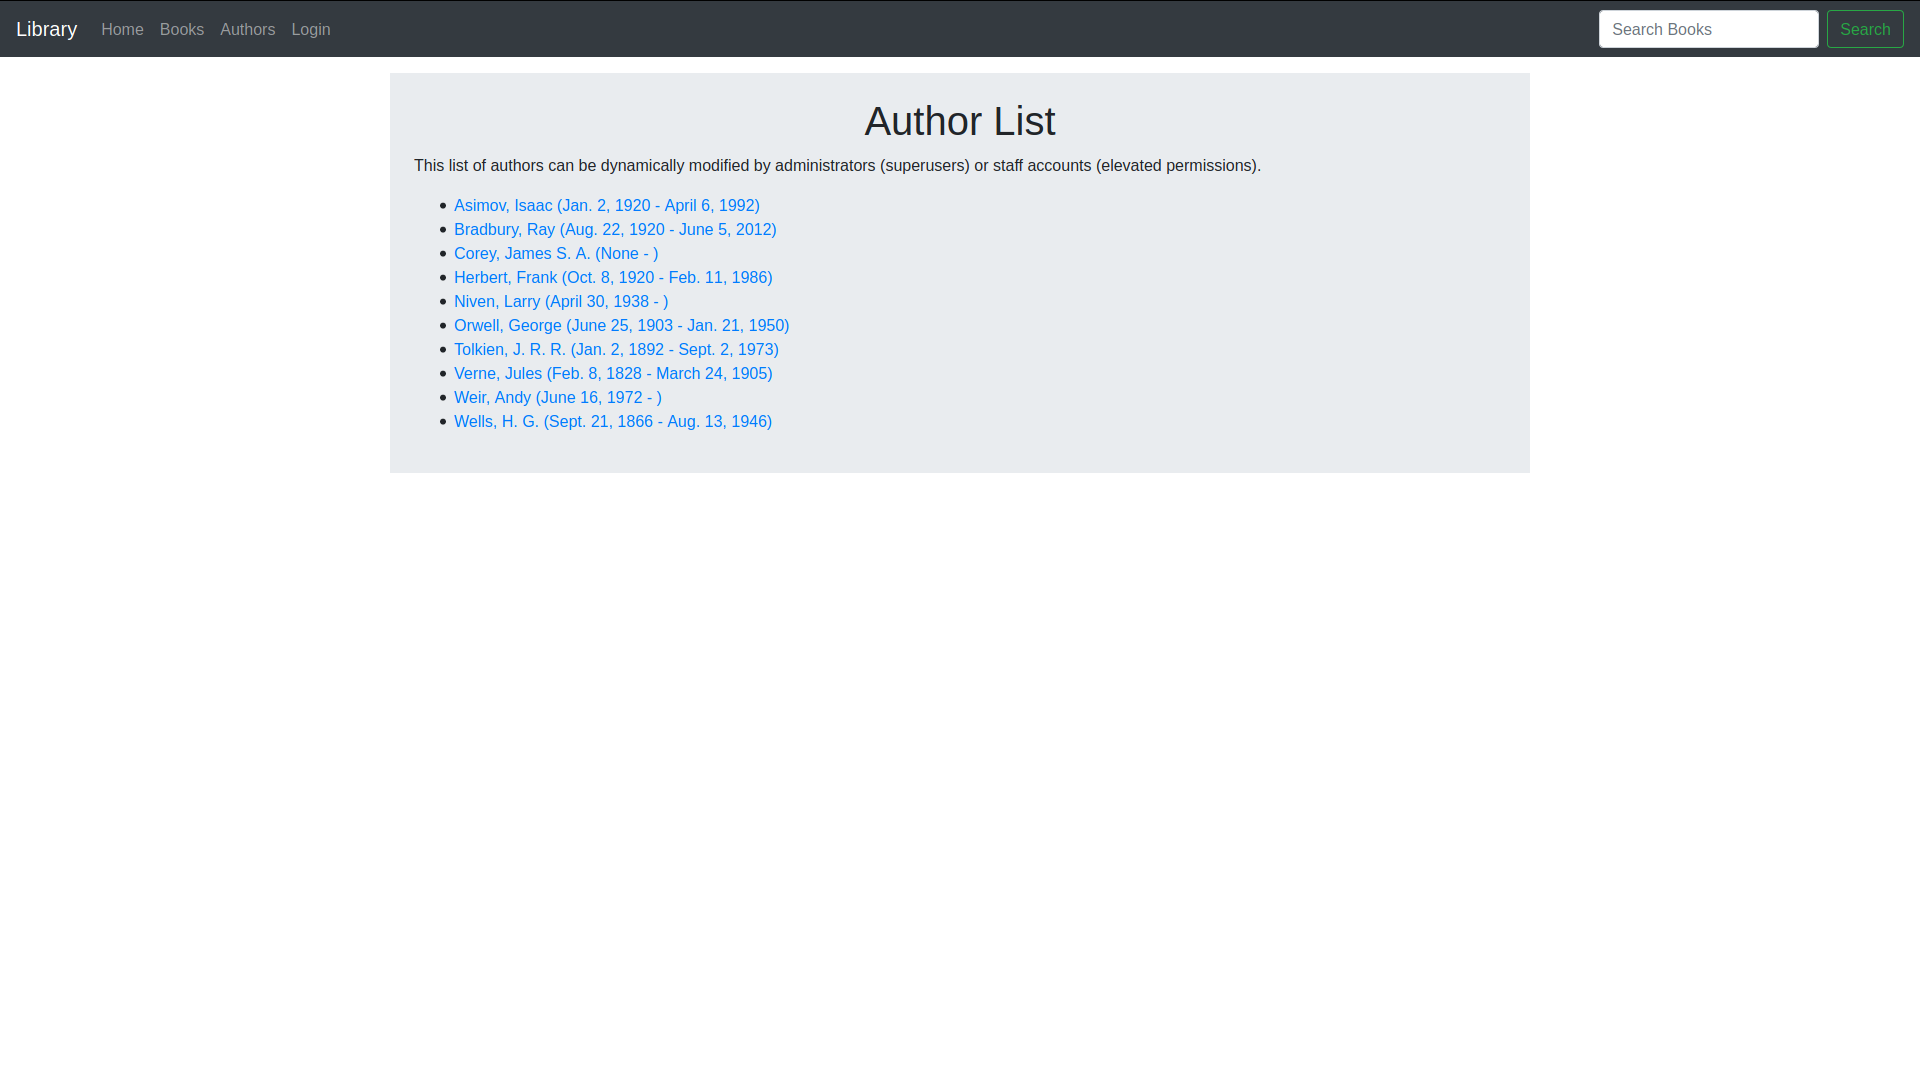 Library Home Books Authors Login Search Books Search
Author List
This list of authors can be dynamically modified by administrators (superusers) or staff accounts (elevated permissions).
Asimov, Isaac (Jan. 2, 1920 - April 6, 1992)
Bradbury, Ray (Aug. 22, 1920 - June 5, 2012)
Corey, James S. A. (None - )
Herbert, Frank (Oct. 8, 1920 - Feb. 11, 1986)
Niven, Larry (April 30, 1938 - )
Orwell, George (June 25, 1903 - Jan. 21, 1950)
Tolkien, J. R. R. (Jan. 2, 1892 - Sept. 2, 1973)
Verne, Jules (Feb. 8, 1828 - March 24, 1905)
Weir, Andy (June 16, 1972 - )
Wells, H. G. (Sept. 21, 1866 - Aug. 13, 1946)